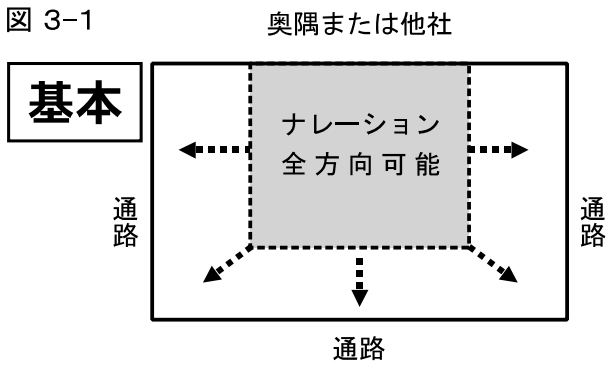 図 3-1
奥隅または他社
基本
ナレーション
全方向可能
通路
通路
通路